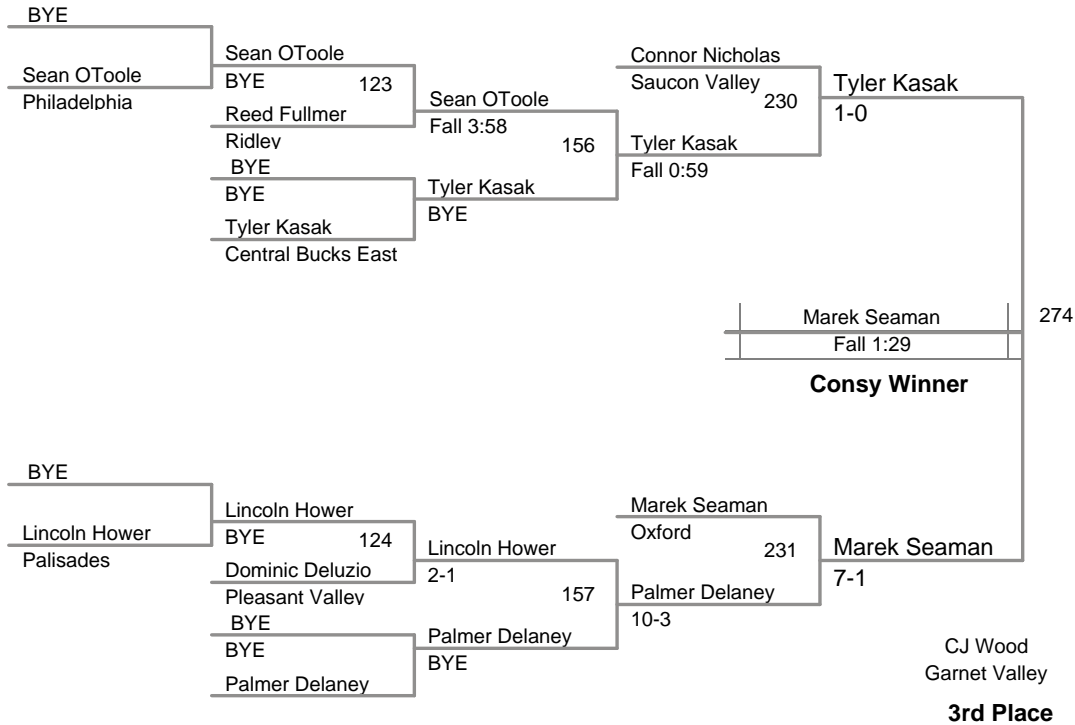 BYE
Sean OToole
Philadelphia
Sean OToole
BYE
123
Reed Fullmer
Ridley
BYE
BYE
Tyler Kasak
Central Bucks East
Sean OToole
Fall 3:58
156
Tyler Kasak
BYE
Connor Nicholas
Saucon Valley
230
Tyler Kasak
Fall 0:59
Tyler Kasak
1-0
Marek Seaman
274
Fall 1:29
Consy Winner
BYE
Lincoln Hower
Palisades
Lincoln Hower
BYE
124
Dominic Deluzio
Pleasant Valley
BYE
BYE
Palmer Delaney
Lincoln Hower
2-1
157
Palmer Delaney
BYE
Marek Seaman
Oxford
231
Palmer Delaney
10-3
Marek Seaman
7-1
CJ Wood
Garnet Valley
3rd Place